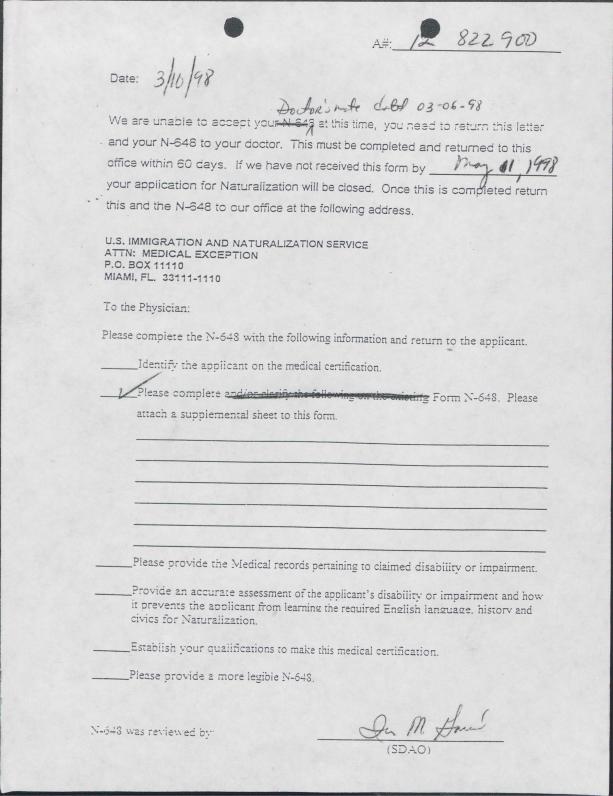 A#: 12 822 900
Date: 3/10/98
Doctor's note dated 03-06-98
We are unable to accept your N-648 at this time, you need to return this letter
and your N-648 to your doctor. This must be completed and returned to this
office within 60 days. If we have not received this form by May 11, 1998
your application for Naturalization will be closed. Once this is completed return
this and the N-648 to our office at the following address.
U.S. IMMIGRATION AND NATURALIZATION SERVICE
ATTN: MEDICAL EXCEPTION
P.O. BOX 11110
MIAMI, FL. 33111-1110
To the Physician:
Please complete the N-648 with the following information and return to the applicant.
Identify the applicant on the medical certification.
Please complete and/or clarify the following on the existing Form N-648. Please
attach a supplemental sheet to this form.
Please provide the Medical records pertaining to claimed disability or impairment.
Provide an accurate assessment of the applicant's disability or impairment and how
it prevents the applicant from learning the required English language, history and
civics for Naturalization.
Establish your qualifications to make this medical certification.
Please provide a more legible N-648.
N-648 was reviewed by:
(SDAO)